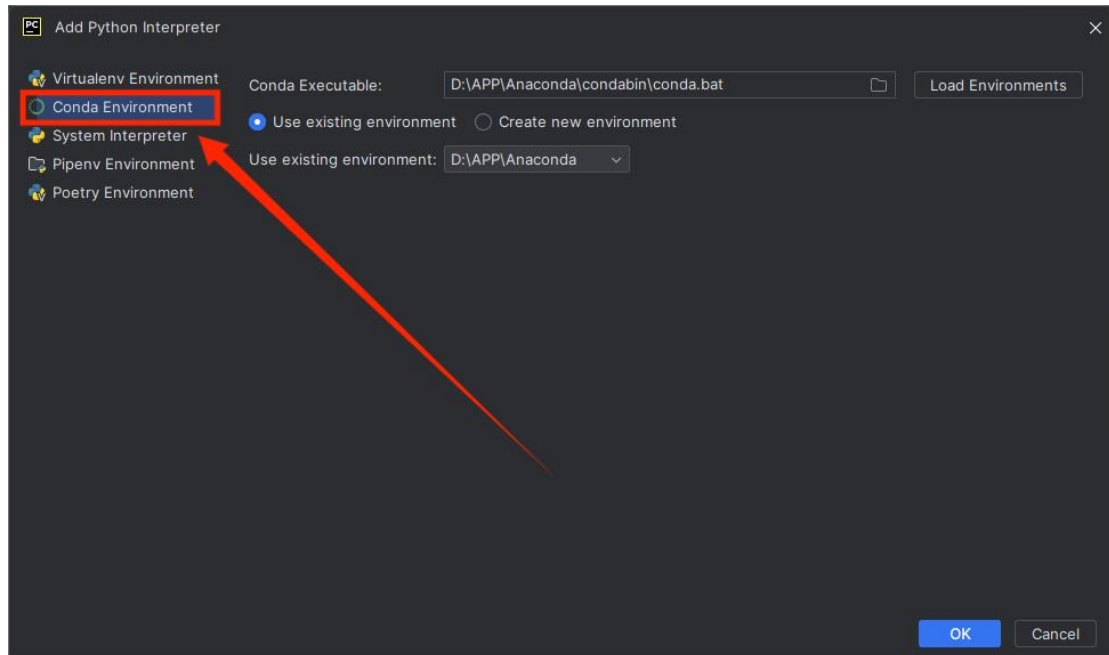 PC Add Python Interpreter
Virtualenv Environment
Conda Environment
System Interpreter
Pipenv Environment
Poetry Environment
Conda Executable: D:\APP\Anaconda\condabin\conda.bat Load Environments
Use existing environment Create new environment
Use existing environment: D:\APP\Anaconda
OK Cancel